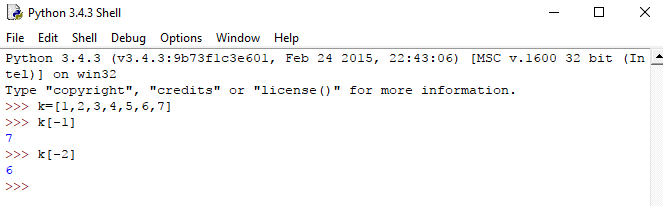 Python 3.4.3 Shell
File Edit Shell Debug Options Window Help
Python 3.4.3 (v3.4.3:9b73f1c3e601, Feb 24 2015, 22:43:06) [MSC v.1600 32 bit (In
tel)] on win32
Type "copyright", "credits" or "license()" for more information.
>>> k=[1,2,3,4,5,6,7]
>>> k[-1]
7
>>> k[-2]
6
>>>